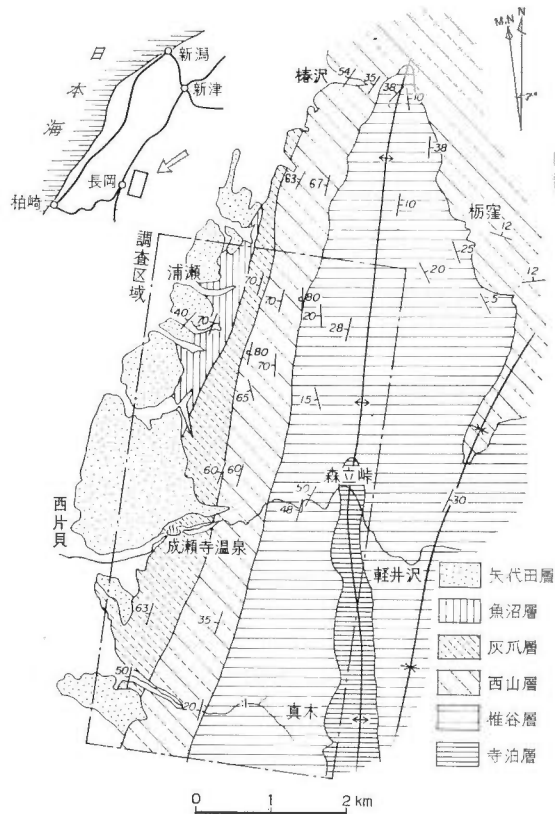 日本海
新潟
新津
長岡
柏崎
M.N N
7°
椿沢
54
35
38
10
38
63
67
10
栃窪
12
25
12
20
5
調査区域
浦瀬
70
40
70
70
80
20
28
80
70
65
15
60
60
50
48
森立峠
30
西片貝
成瀬寺温泉
軽井沢
63
35
50
20
真木
矢代田層
魚沼層
灰爪層
西山層
椎谷層
寺泊層
0 1 2 km